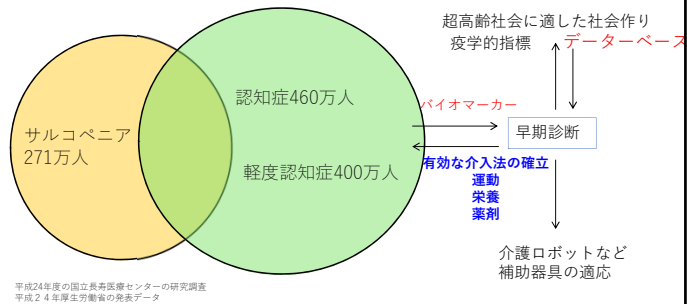 超高齢社会に適した社会作り
疫学的指標 データーベース
認知症460万人
バイオマーカー
サルコペニア
271万人
早期診断
軽度認知症400万人
有効な介入法の確立
運動
栄養
薬剤
介護ロボットなど
補助器具の適応
平成24年度の国立長寿医療センターの研究調査
平成２４年厚生労働省の発表データ